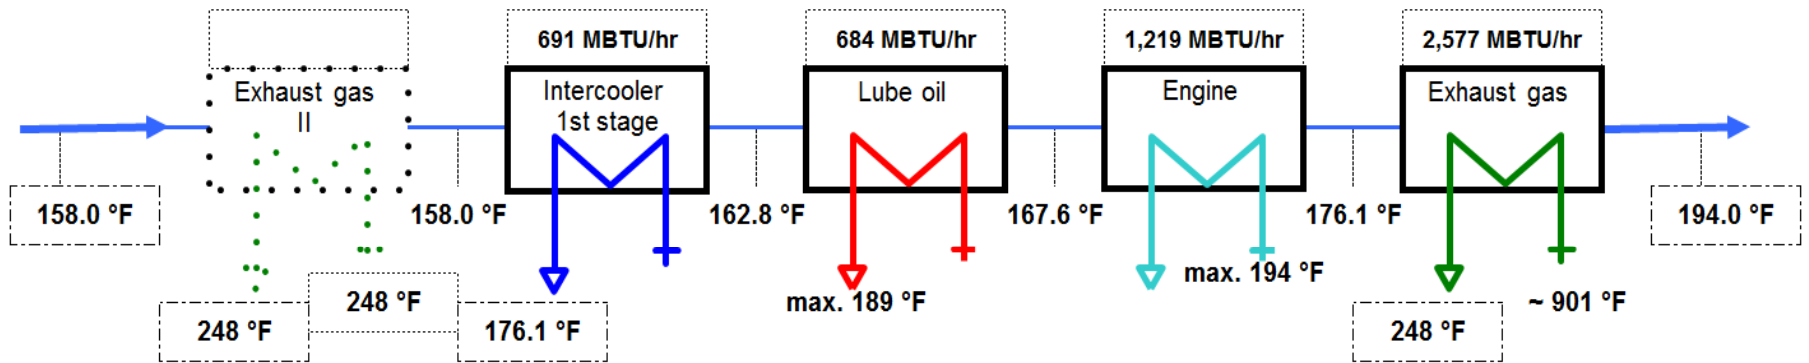 691 MBTU/hr
684 MBTU/hr
1,219 MBTU/hr
2,577 MBTU/hr
Exhaust gas
II
Intercooler
1st stage
Lube oil
Engine
Exhaust gas
158.0 °F
158.0 °F
162.8 °F
167.6 °F
176.1 °F
194.0 °F
248 °F
248 °F
176.1 °F
max. 189 °F
max. 194 °F
248 °F
~ 901 °F